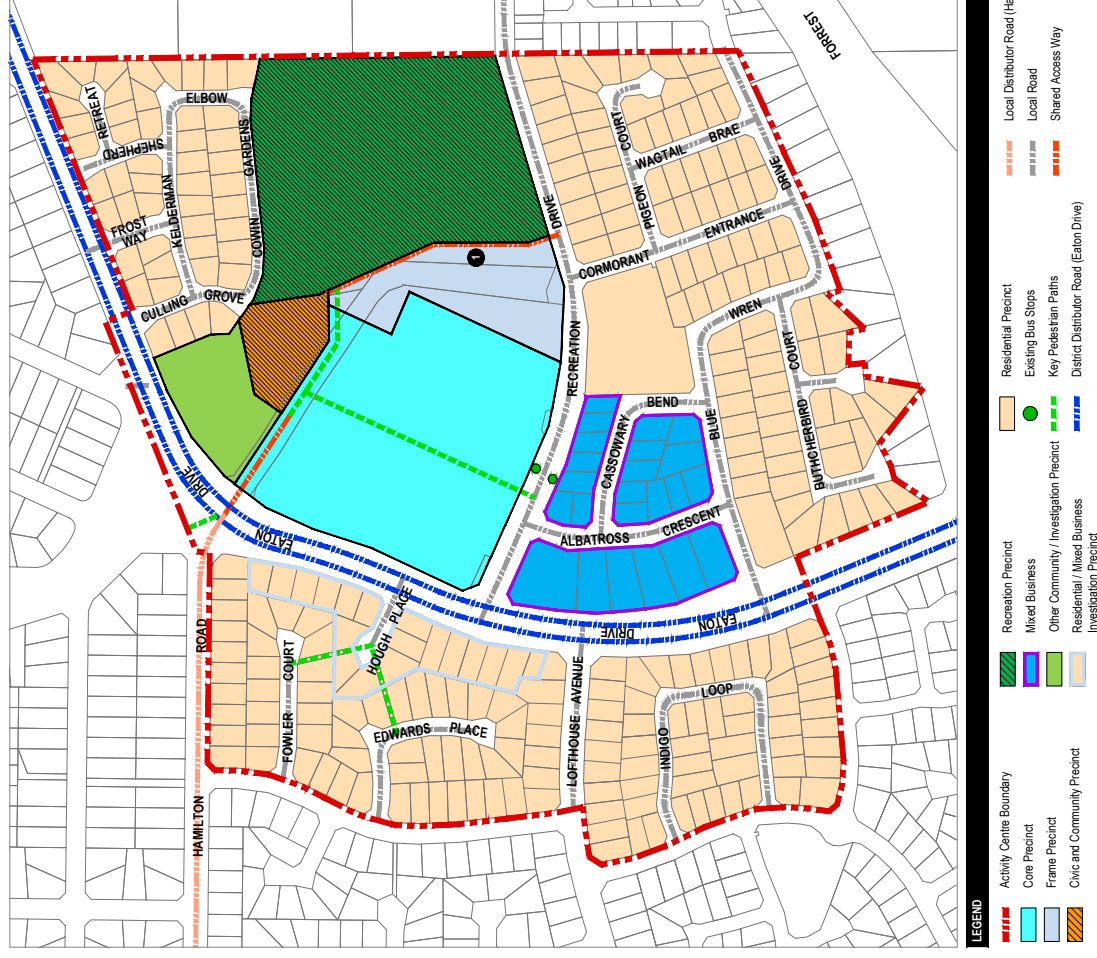 FORREST
RETREAT
ELBOW
SHEPHERD
GARDENS
KELDERMAN
FROST
WAY
COWIN
CULLING
GROVE
COURT
WAGTAIL
BRAE
PIGEON
DRIVE
ENTRANCE
CORMORANT
DRIVE
1
RECREATION
WREN
COURT
BLUE
BEND
CASSOWARY
BUTHCHERBIRD
ALBATROSS
CRESCENT
DRIVE
EATON
EATON
DRIVE
ROAD
HAMILTON
COURT
FOWLER
PLACE
HOUGH
EDWARDS
PLACE
AVENUE
LOFTHOUSE
INDIGO
LOOP
LEGEND
Activity Centre Boundary
Core Precinct
Frame Precinct
Civic and Community Precinct
Recreation Precinct
Mixed Business
Other Community / Investigation Precinct
Residential / Mixed Business
Investigation Precinct
Residential Precinct
Existing Bus Stops
Key Pedestrian Paths
District Distributor Road (Eaton Drive)
Local Distributor Road (Ha
Local Road
Shared Access Way